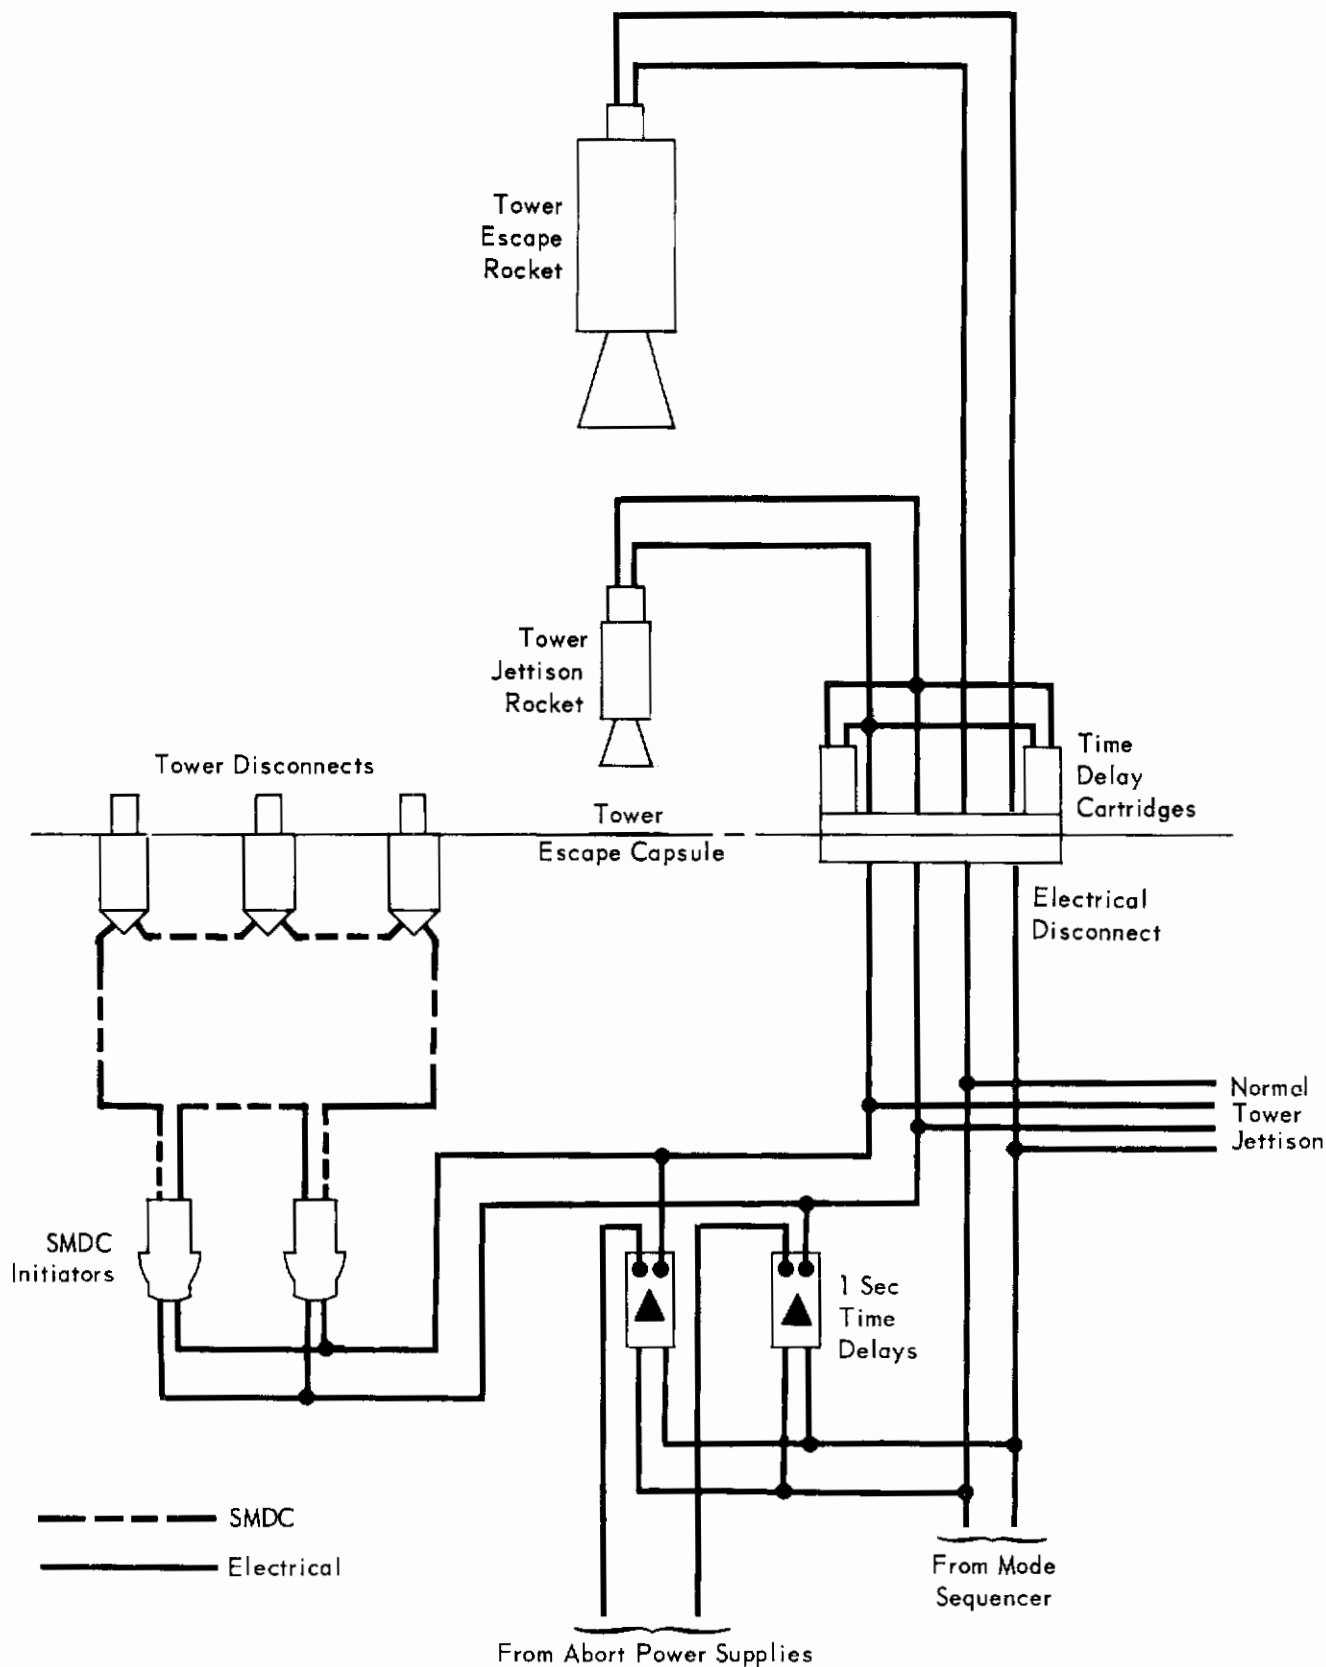 Tower
Escape
Rocket
Tower
Jettison
Rocket
Time
Delay
Cartridges
Tower Disconnects
Tower
Escape Capsule
Electrical
Disconnect
Normal
Tower
Jettison
SMDC
Initiators
1 Sec
Time
Delays
SMDC
Electrical
From Mode
Sequencer
From Abort Power Supplies